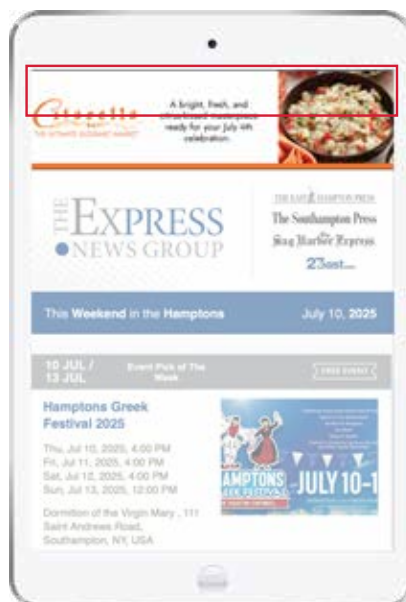 Citarella
THE ULTIMATE GOURMET MARKET
A bright, fresh, and
citrus-kissed masterpiece
ready for your July 4th
celebration.
THE EXPRESS
NEWS GROUP
THE EAST HAMPTON PRESS
The Southampton Press
The Sag Harbor Express
27east.com
This Weekend in the Hamptons
July 10, 2025
10 JUL /
13 JUL
Event Pick of The
Week
FREE EVENT
Hamptons Greek
Festival 2025
Thu, Jul 10, 2025, 4:00 PM
Fri, Jul 11, 2025, 4:00 PM
Sat, Jul 12, 2025, 4:00 PM
Sun, Jul 13, 2025, 12:00 PM
Dormition of the Virgin Mary , 111
Saint Andrews Road,
Southampton, NY, USA
JULY 10-1